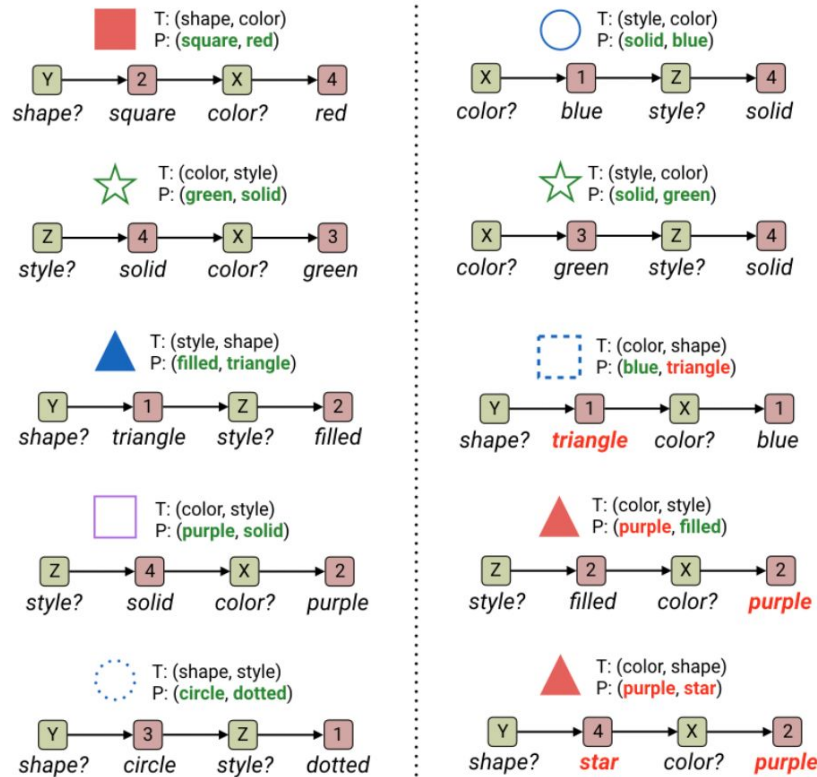 T: (shape, color)
P: (square, red)
Y 2 X 4
shape? square color? red
T: (color, style)
P: (green, solid)
Z 4 X 3
style? solid color? green
T: (style, shape)
P: (filled, triangle)
Y 1 Z 2
shape? triangle style? filled
T: (color, style)
P: (purple, solid)
Z 4 X 2
style? solid color? purple
T: (shape, style)
P: (circle, dotted)
Y 3 Z 1
shape? circle style? dotted
T: (style, color)
P: (solid, blue)
X 1 Z 4
color? blue style? solid
T: (style, color)
P: (solid, green)
X 3 Z 4
color? green style? solid
T: (color, shape)
P: (blue, triangle)
Y 1 X 1
shape? triangle color? blue
T: (color, style)
P: (purple, filled)
Z 2 X 2
style? filled color? purple
T: (color, shape)
P: (purple, star)
Y 4 X 2
shape? star color? purple